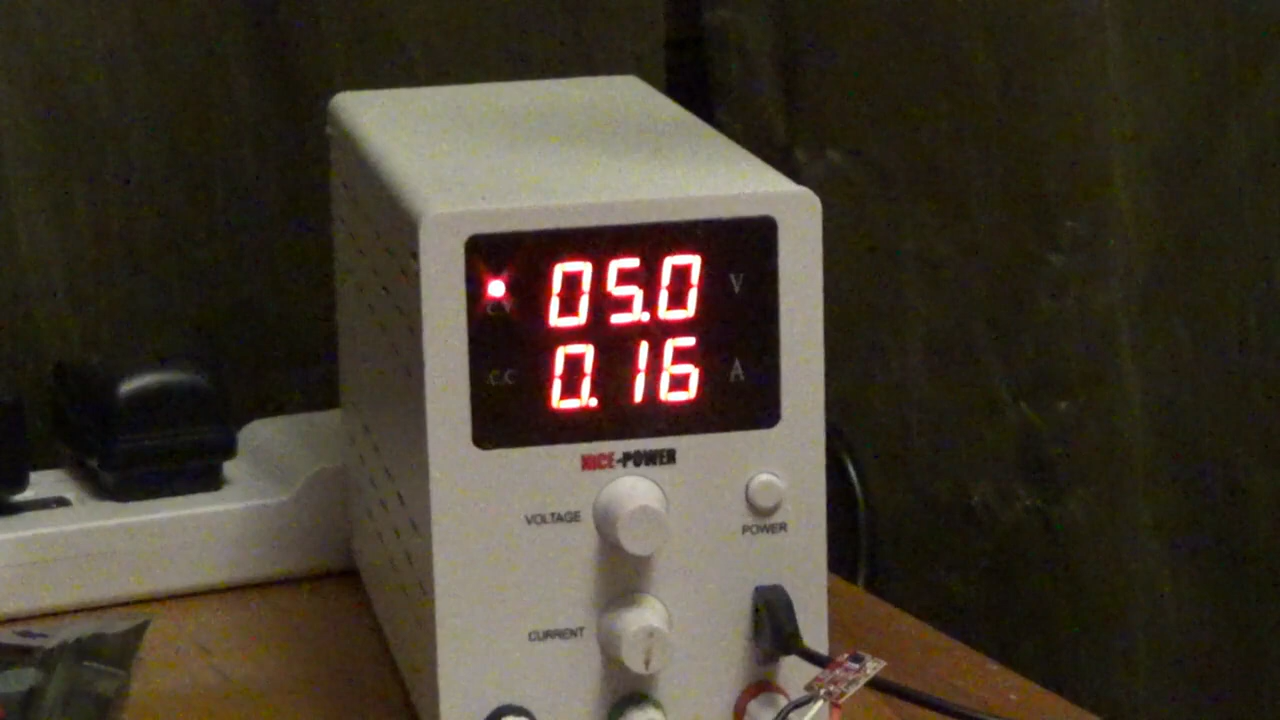 05.0 V
C.V
0.16 A
C.C
NICE-POWER
VOLTAGE
POWER
CURRENT